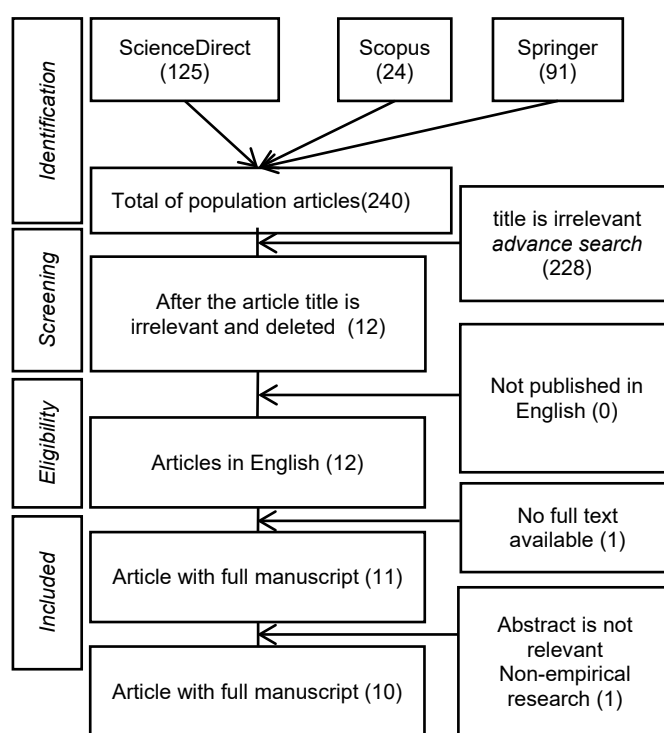 Identification
ScienceDirect
(125)
Scopus
(24)
Springer
(91)
Total of population articles(240)
title is irrelevant
advance search
(228)
Screening
After the article title is
irrelevant and deleted (12)
Not published in
English (0)
Eligibility
Articles in English (12)
No full text
available (1)
Included
Article with full manuscript (11)
Abstract is not
relevant
Non-empirical
research (1)
Article with full manuscript (10)